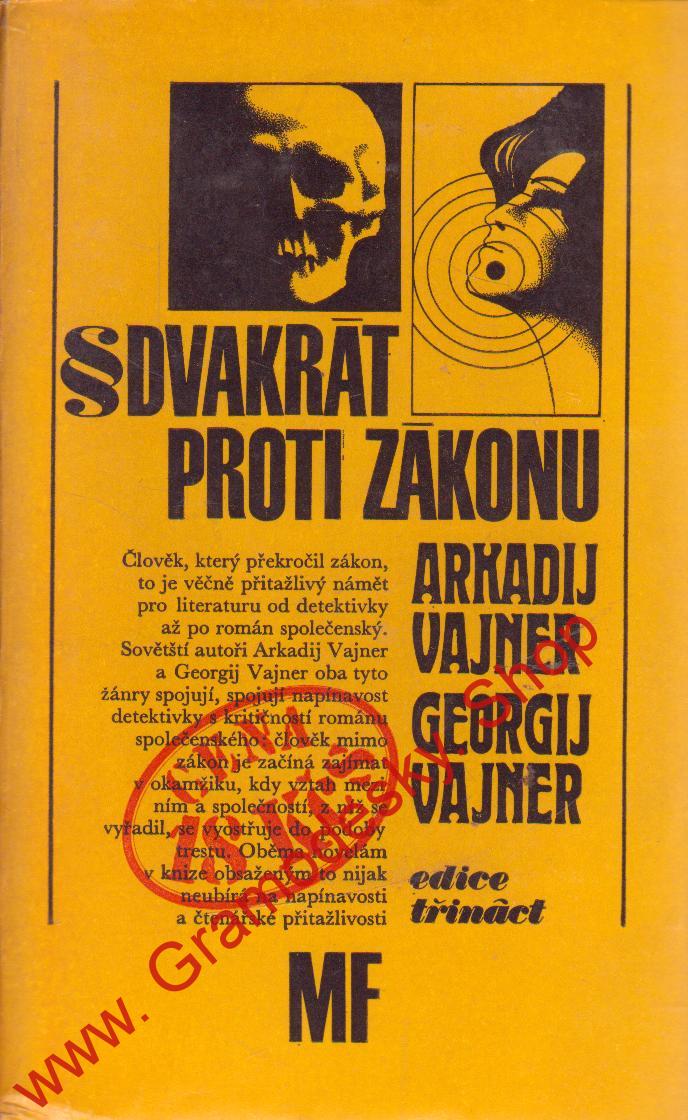 §DVAKRÁT
PROTI ZÁKONU
Člověk, který překročil zákon,
to je věčně přitažlivý námět
pro literaturu od detektivky
až po román společenský.
Sovětští autoři Arkadij Vajner
a Georgij Vajner oba tyto
žánry spojují, spojují napínavost
detektivky s kritičností románu
společenského: člověk mimo
zákon je začíná zajímat
v okamžiku, kdy vztah mezi
ním a společností, z níž se
vyřadil, se vyostřuje do podoby
trestu. Oběma novelám
v knize obsaženým to nijak
neubírá na napínavosti
a čtenářské přitažlivosti
ARKADIJ
VAJNER
GEORGIJ
VAJNER
edice
třináct
MF
www. Gramodesky Shop